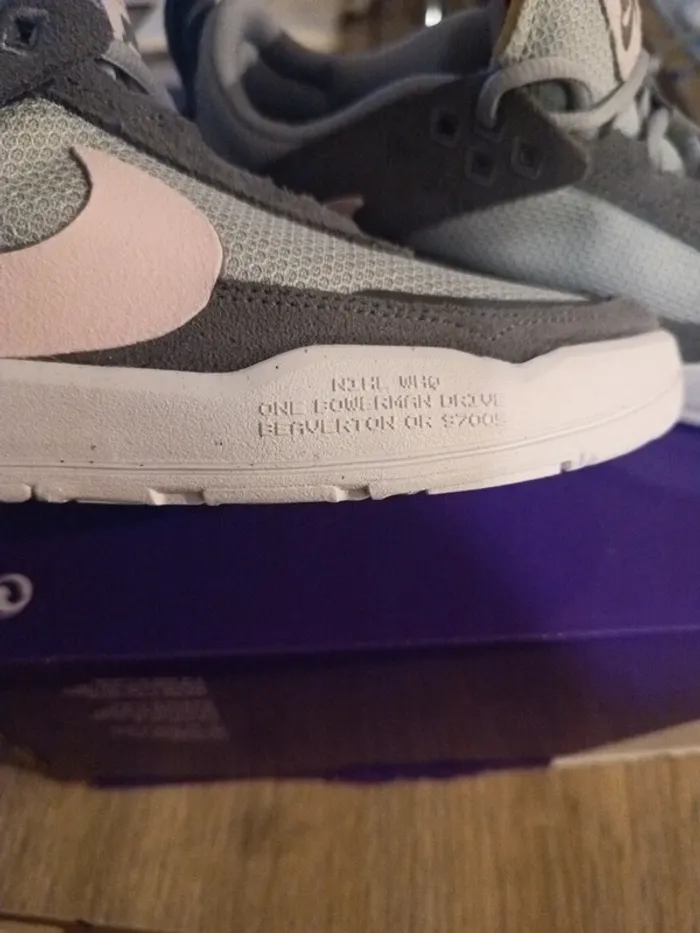 NIKE WHQ
ONE BOWERMAN DRIVE
BEAVERTON OR 97005